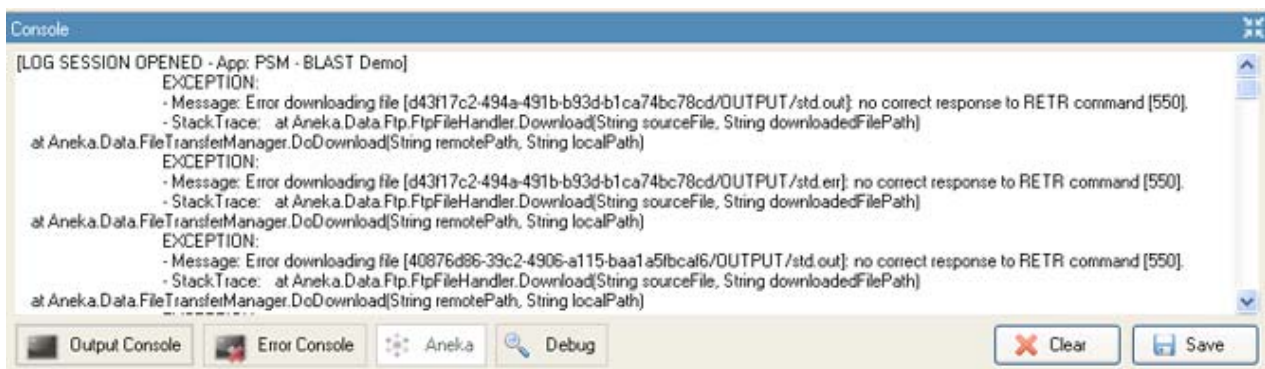 Console
[LOG SESSION OPENED - App: PSM - BLAST Demo]
EXCEPTION:
- Message: Error downloading file [d43f17c2-494a-491b-b93d-b1ca74bc78cd/OUTPUT/std.out]: no correct response to RETR command [550].
- StackTrace: at Aneka.Data.Ftp.FtpFileHandler.Download(String sourceFile, String downloadedFilePath)
at Aneka.Data.FileTransferManager.DoDownload(String remotePath, String localPath)
EXCEPTION:
- Message: Error downloading file [d43f17c2-494a-491b-b93d-b1ca74bc78cd/OUTPUT/std.err]: no correct response to RETR command [550].
- StackTrace: at Aneka.Data.Ftp.FtpFileHandler.Download(String sourceFile, String downloadedFilePath)
at Aneka.Data.FileTransferManager.DoDownload(String remotePath, String localPath)
EXCEPTION:
- Message: Error downloading file [40876d86-39c2-4906-a115-baa1a5fbcaf6/OUTPUT/std.out]: no correct response to RETR command [550].
- StackTrace: at Aneka.Data.Ftp.FtpFileHandler.Download(String sourceFile, String downloadedFilePath)
at Aneka.Data.FileTransferManager.DoDownload(String remotePath, String localPath)
Output Console Error Console Aneka Debug Clear Save